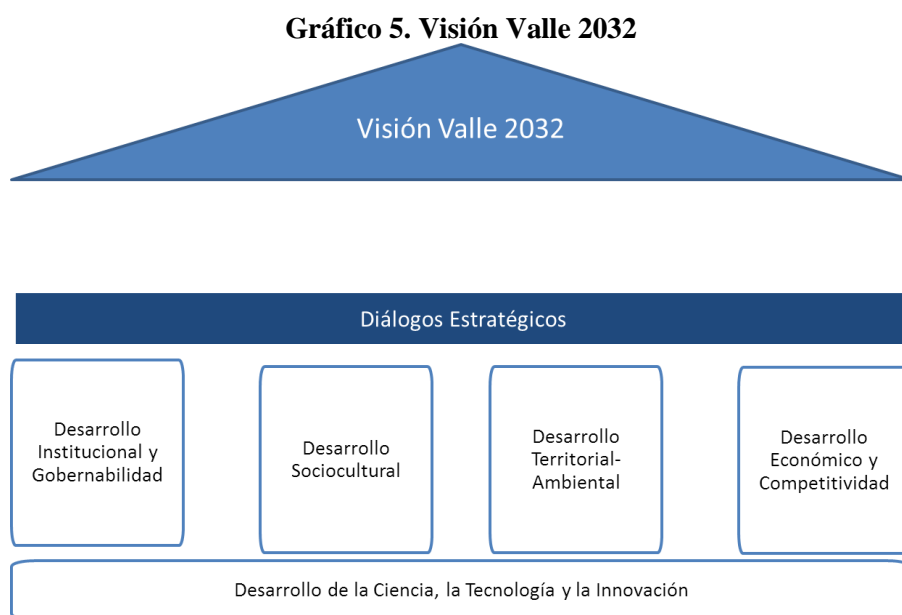 Gráfico 5. Visión Valle 2032
Visión Valle 2032
Diálogos Estratégicos
Desarrollo
Institucional y
Gobernabilidad
Desarrollo
Sociocultural
Desarrollo
Territorial-
Ambiental
Desarrollo
Económico y
Competitividad
Desarrollo de la Ciencia, la Tecnología y la Innovación